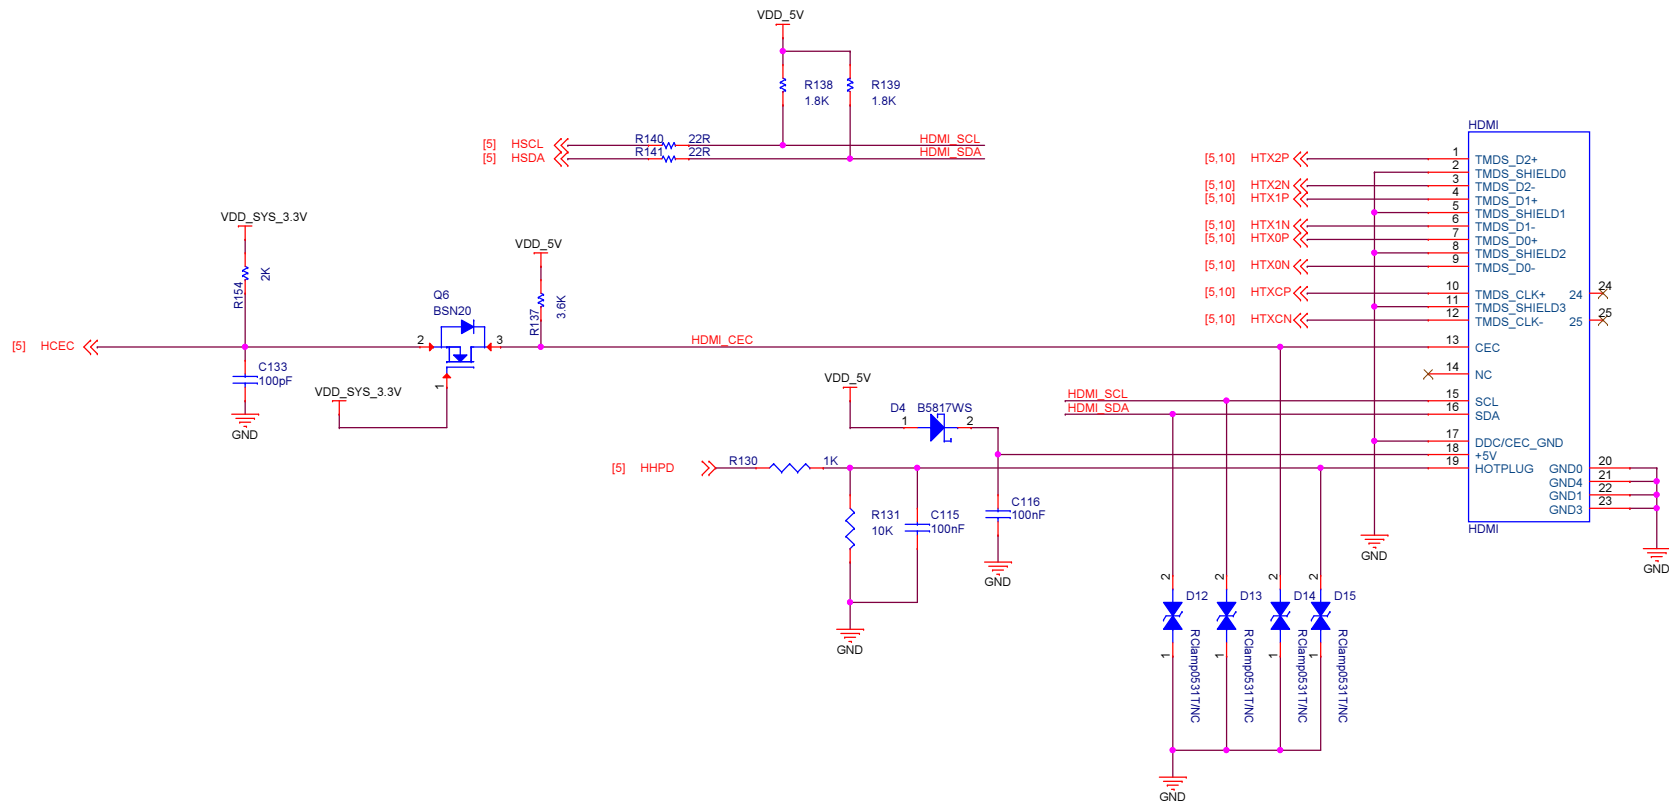 VDD_5V
R138
1.8K
R139
1.8K
[5] HSCL
R140
22R
HDMI_SCL
[5] HSDA
R141
22R
HDMI_SDA
VDD_SYS_3.3V
R154
2K
VDD_5V
R137
3.6K
Q6
BSN20
[5] HCEC
2
3
1
HDMI_CEC
C133
100pF
GND
VDD_SYS_3.3V
VDD_5V
D4
B5817WS
1
2
[5] HHPD
R130
1K
R131
10K
C115
100nF
C116
100nF
GND
GND
HDMI_SCL
HDMI_SDA
HDMI
[5,10] HTX2P
1 TMDS_D2+
2 TMDS_SHIELD0
[5,10] HTX2N
3 TMDS_D2-
[5,10] HTX1P
4 TMDS_D1+
5 TMDS_SHIELD1
[5,10] HTX1N
6 TMDS_D1-
[5,10] HTX0P
7 TMDS_D0+
8 TMDS_SHIELD2
[5,10] HTX0N
9 TMDS_D0-
[5,10] HTXCP
10 TMDS_CLK+
24 24
11 TMDS_SHIELD3
[5,10] HTXCN
12 TMDS_CLK-
25 25
13 CEC
14 NC
15 SCL
16 SDA
17 DDC/CEC_GND
18 +5V
19 HOTPLUG
GND0 20
GND4 21
GND1 22
GND3 23
HDMI
GND
GND
2
D12
1
RClamp0531T/NC
2
D13
1
RClamp0531T/NC
2
D14
1
RClamp0531T/NC
2
D15
1
RClamp0531T/NC
GND